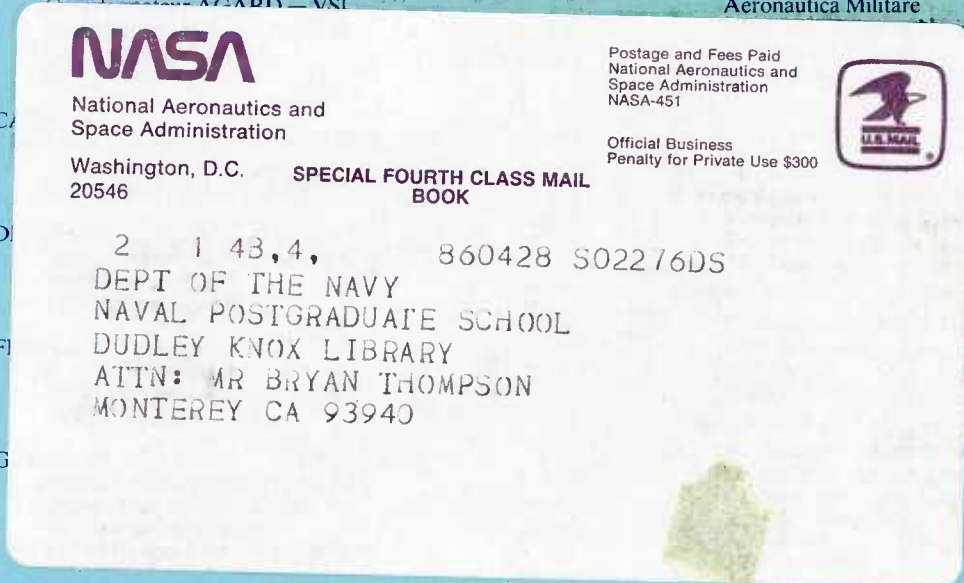 AGARD — VSL
Aeronautica Militare
NASA
National Aeronautics and
Space Administration
Washington, D.C.
20546
SPECIAL FOURTH CLASS MAIL
BOOK
Postage and Fees Paid
National Aeronautics and
Space Administration
NASA-451
Official Business
Penalty for Private Use $300
U.S. MAIL
2 1 43,4, 860428 S02276DS
DEPT OF THE NAVY
NAVAL POSTGRADUATE SCHOOL
DUDLEY KNOX LIBRARY
ATTN: MR BRYAN THOMPSON
MONTEREY CA 93940